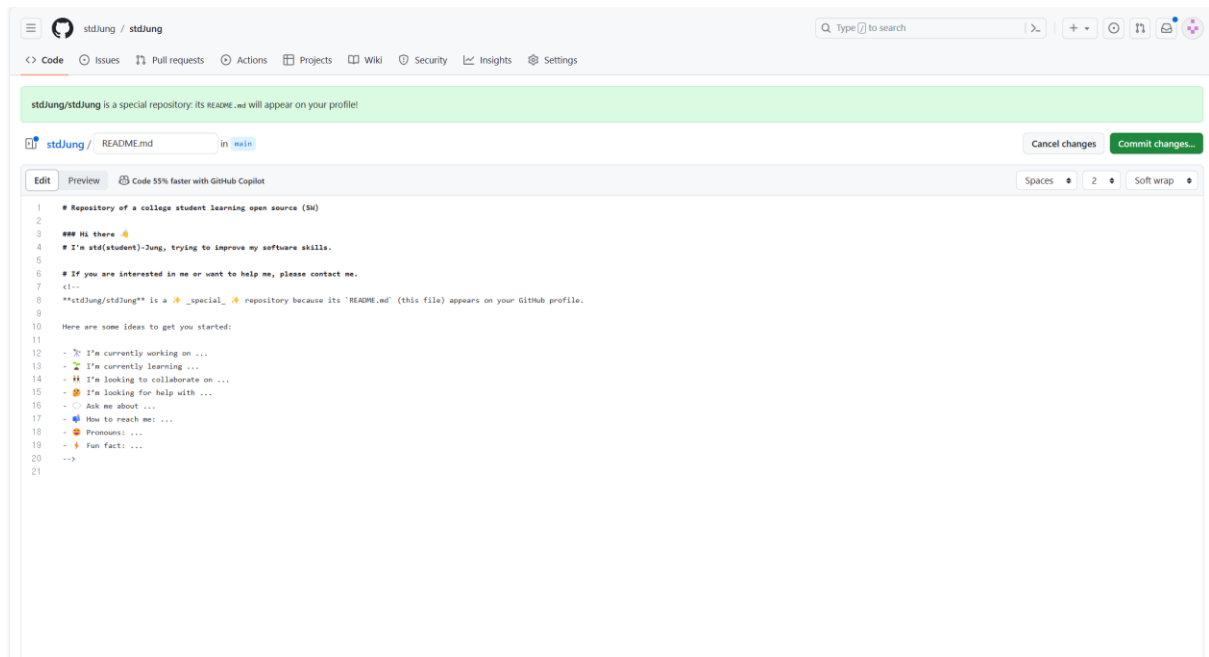 stdJung / stdJung
Type / to search
<> Code Issues Pull requests Actions Projects Wiki Security Insights Settings
stdJung/stdJung is a special repository: its README.md will appear on your profile!
stdJung / README.md in main
Cancel changes Commit changes...
Edit Preview Code 55% faster with GitHub Copilot
Spaces 2 Soft wrap
1 # Repository of a college student learning open source (SW)
2
3 ### Hi there 👋
4 # I'm std(student)-Jung, trying to improve my software skills.
5
6 # If you are interested in me or want to help me, please contact me.
7 <!--
8 **stdJung/stdJung** is a ✨ _special_ ✨ repository because its `README.md` (this file) appears on your GitHub profile.
9
10 Here are some ideas to get you started:
11
12 - 🔭 I'm currently working on ...
13 - 🌱 I'm currently learning ...
14 - 👯 I'm looking to collaborate on ...
15 - 🤔 I'm looking for help with ...
16 - 💬 Ask me about ...
17 - 📫 How to reach me: ...
18 - 😄 Pronouns: ...
19 - ⚡ Fun fact: ...
20 -->
21